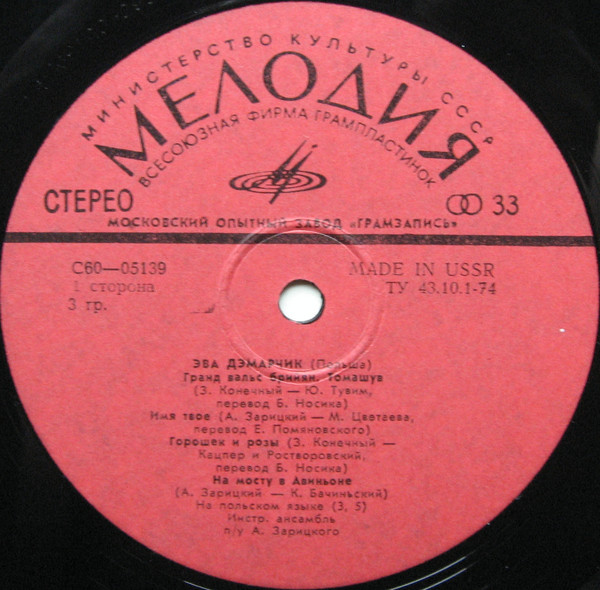 МИНИСТЕРСТВО КУЛЬТУРЫ СССР
МЕЛОДИЯ
ВСЕСОЮЗНАЯ ФИРМА ГРАМПЛАСТИНОК
СТЕРЕО
33
МОСКОВСКИЙ ОПЫТНЫЙ ЗАВОД «ГРАМЗАПИСЬ»
С60—05139
MADE IN USSR
1 сторона
ТУ 43.10.1-74
3 гр.
ЭВА ДЭМАРЧИК (Польша)
Гранд вальс брииян. Томашув
(З. Конечный — Ю. Тувим,
перевод Б. Носика)
Имя твое (А. Зарицкий — М. Цветаева,
перевод Е. Помяновского)
Горошек и розы (З. Конечный —
Кацпер и Ростворовский,
перевод Б. Носика)
На мосту в Авиньоне
(А. Зарицкий — К. Бачиньский)
На польском языке (3, 5)
Инстр. ансамбль
п/у А. Зарицкого